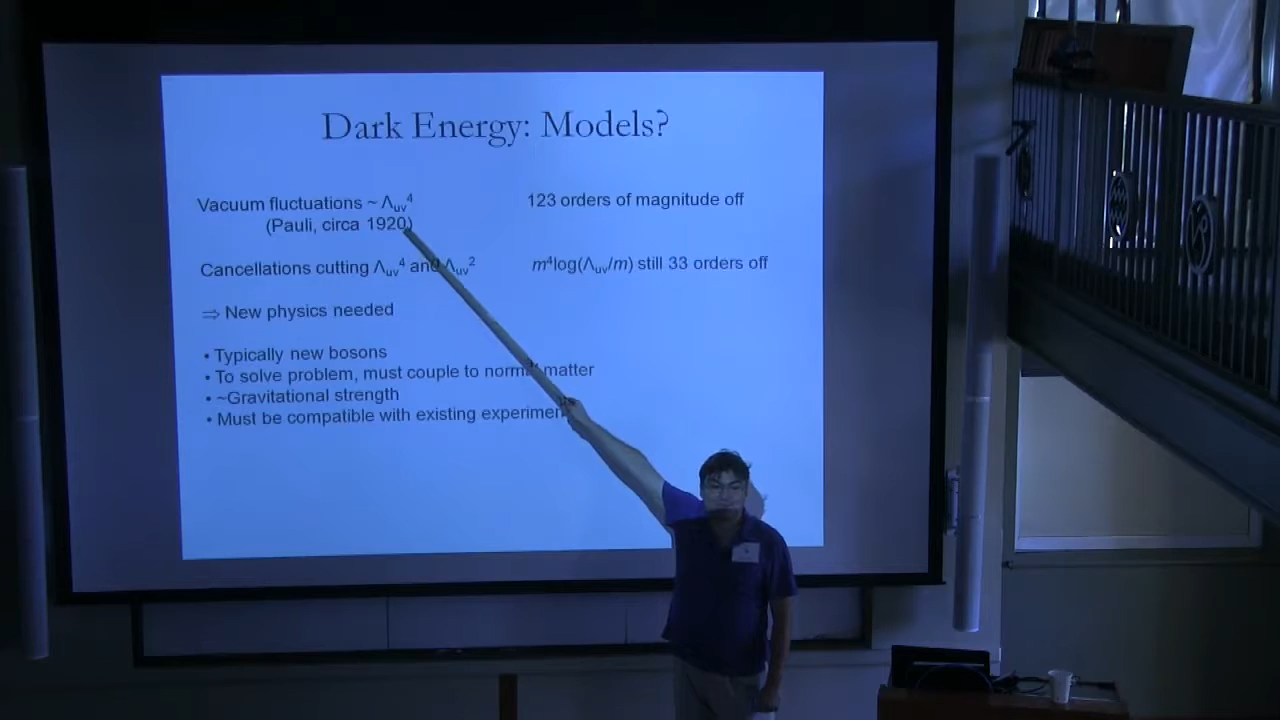 Dark Energy: Models?
Vacuum fluctuations ~ Λuv⁴ 123 orders of magnitude off
(Pauli, circa 1920)
Cancellations cutting Λuv⁴ and Λuv² m⁴log(Λuv/m) still 33 orders off
⇒ New physics needed
• Typically new bosons
• To solve problem, must couple to normal matter
• ~Gravitational strength
• Must be compatible with existing experiment